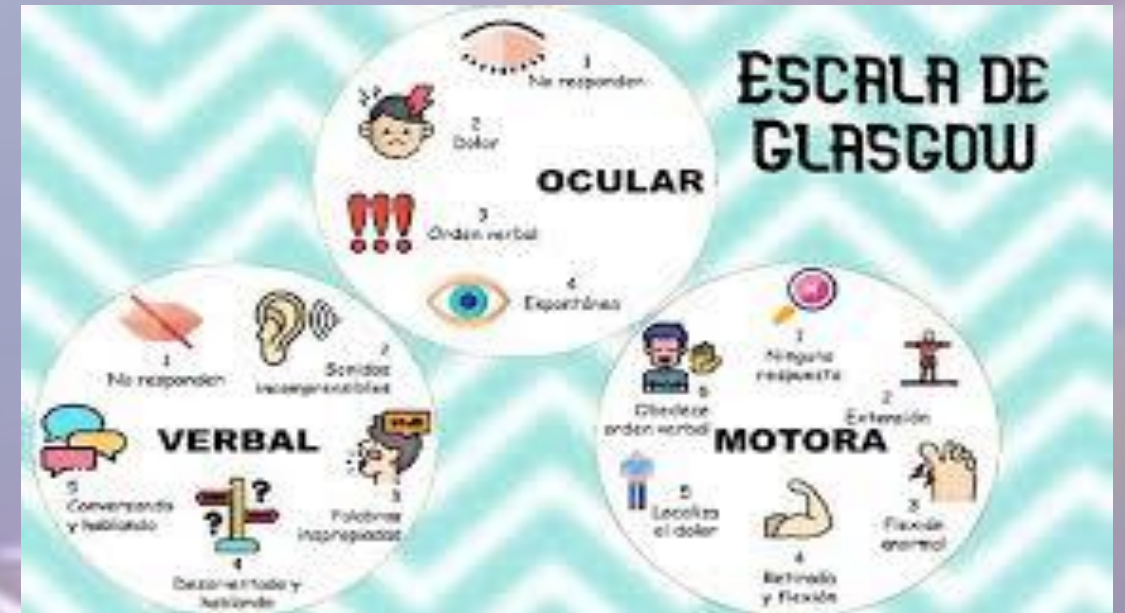 ESCALA DE
GLASGOW
OCULAR
1
No responden
2
Dolor
3
Orden verbal
4
Espontánea
VERBAL
1
No responden
2
Sonidos
incomprensibles
3
Palabras
inapropiadas
4
Desorientado y
hablando
5
Conversando
y hablando
MOTORA
1
Ninguna
respuesta
2
Extensión
3
Flexión
anormal
4
Retirada
y flexión
5
Localiza
el dolor
6
Obedece
orden verbal